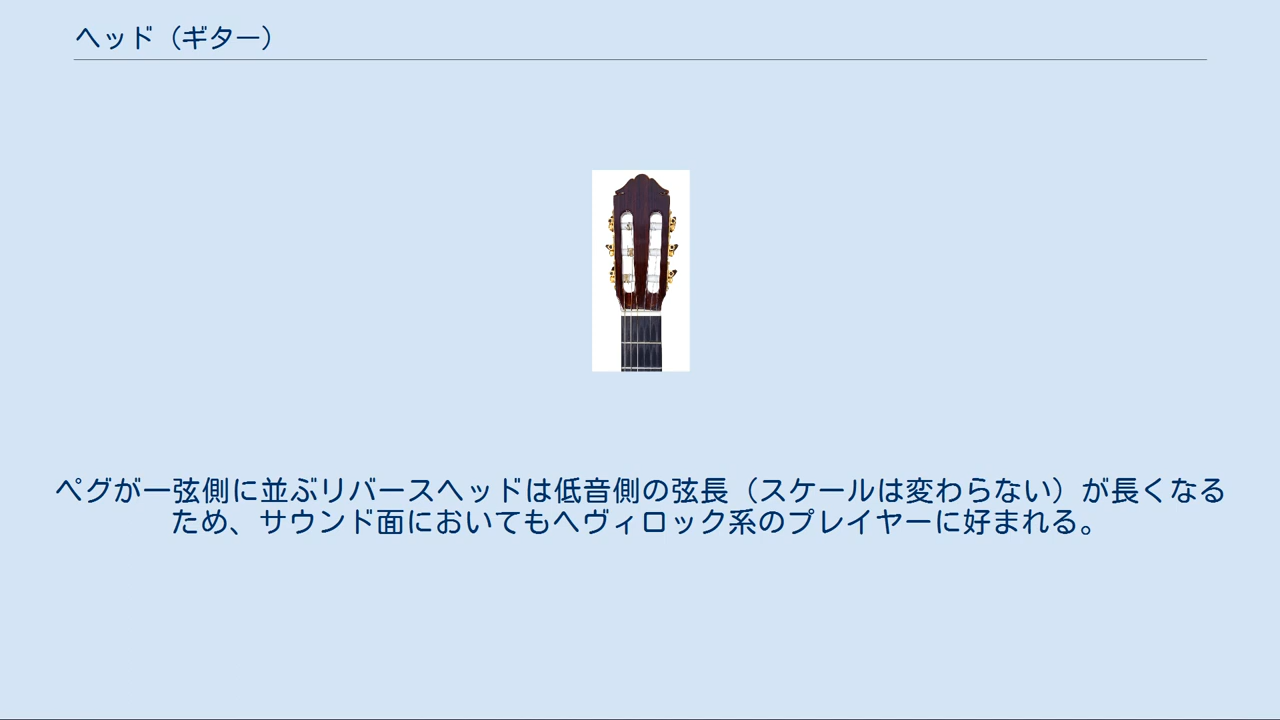 ヘッド（ギター）
ペグが一弦側に並ぶリバースヘッドは低音側の弦長（スケールは変わらない）が長くなる
ため、サウンド面においてもヘヴィロック系のプレイヤーに好まれる。